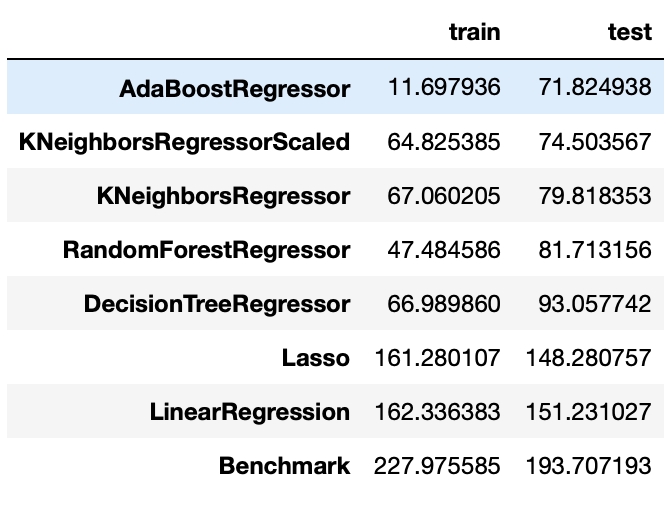 train test
AdaBoostRegressor 11.697936 71.824938
KNeighborsRegressorScaled 64.825385 74.503567
KNeighborsRegressor 67.060205 79.818353
RandomForestRegressor 47.484586 81.713156
DecisionTreeRegressor 66.989860 93.057742
Lasso 161.280107 148.280757
LinearRegression 162.336383 151.231027
Benchmark 227.975585 193.707193